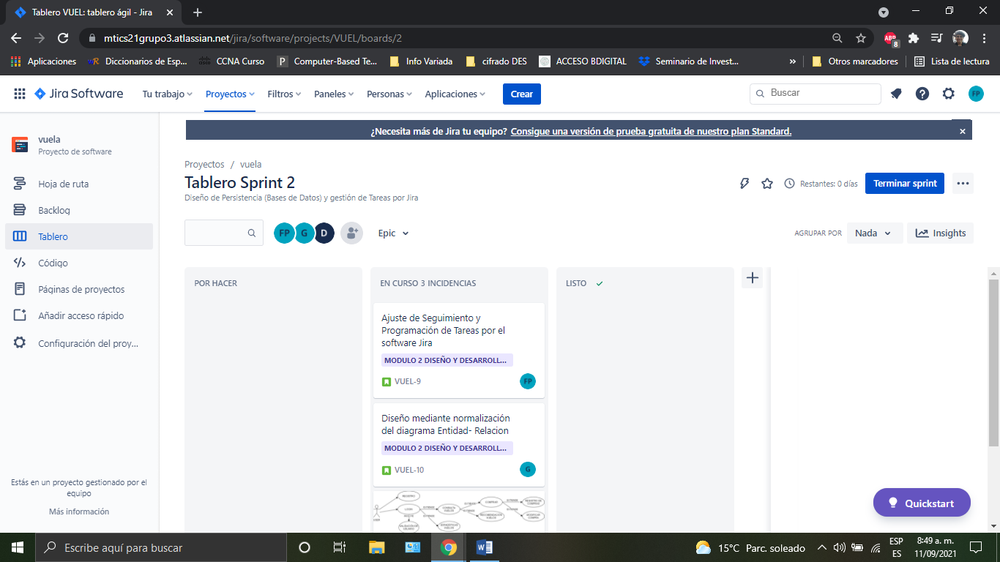 Tablero VUEL: tablero ágil - Jira
mtics21grupo3.atlassian.net/jira/software/projects/VUEL/boards/2
ABP
8
Aplicaciones
Diccionarios de Esp...
CCNA Curso
Computer-Based Te...
Info Variada
cifrado DES
ACCESO BDIGITAL
Seminario de Invest...
»
Otros marcadores
Lista de lectura
Jira Software
Tu trabajo
Proyectos
Filtros
Paneles
Personas
Aplicaciones
Crear
Buscar
FP
vuela
Proyecto de software
Hoja de ruta
Backlog
Tablero
Código
Páginas de proyectos
Añadir acceso rápido
Configuración del proy...
Estás en un proyecto gestionado por el
equipo
Más información
¿Necesita más de Jira tu equipo? Consigue una versión de prueba gratuita de nuestro plan Standard.
Proyectos / vuela
Tablero Sprint 2
Diseño de Persistencia (Bases de Datos) y gestión de Tareas por Jira
Restantes: 0 días
Terminar sprint
FP
G
D
Epic
AGRUPAR POR
Nada
Insights
POR HACER
EN CURSO 3 INCIDENCIAS
LISTO
Ajuste de Seguimiento y
Programación de Tareas por el
software Jira
MODULO 2 DISEÑO Y DESARROLL...
VUEL-9
FP
Diseño mediante normalización
del diagrama Entidad- Relacion
MODULO 2 DISEÑO Y DESARROLL...
VUEL-10
G
REGISTRO
LOGIN
COMPRAR
Quickstart
Escribe aquí para buscar
15°C Parc. soleado
ESP
ES
8:49 a. m.
11/09/2021